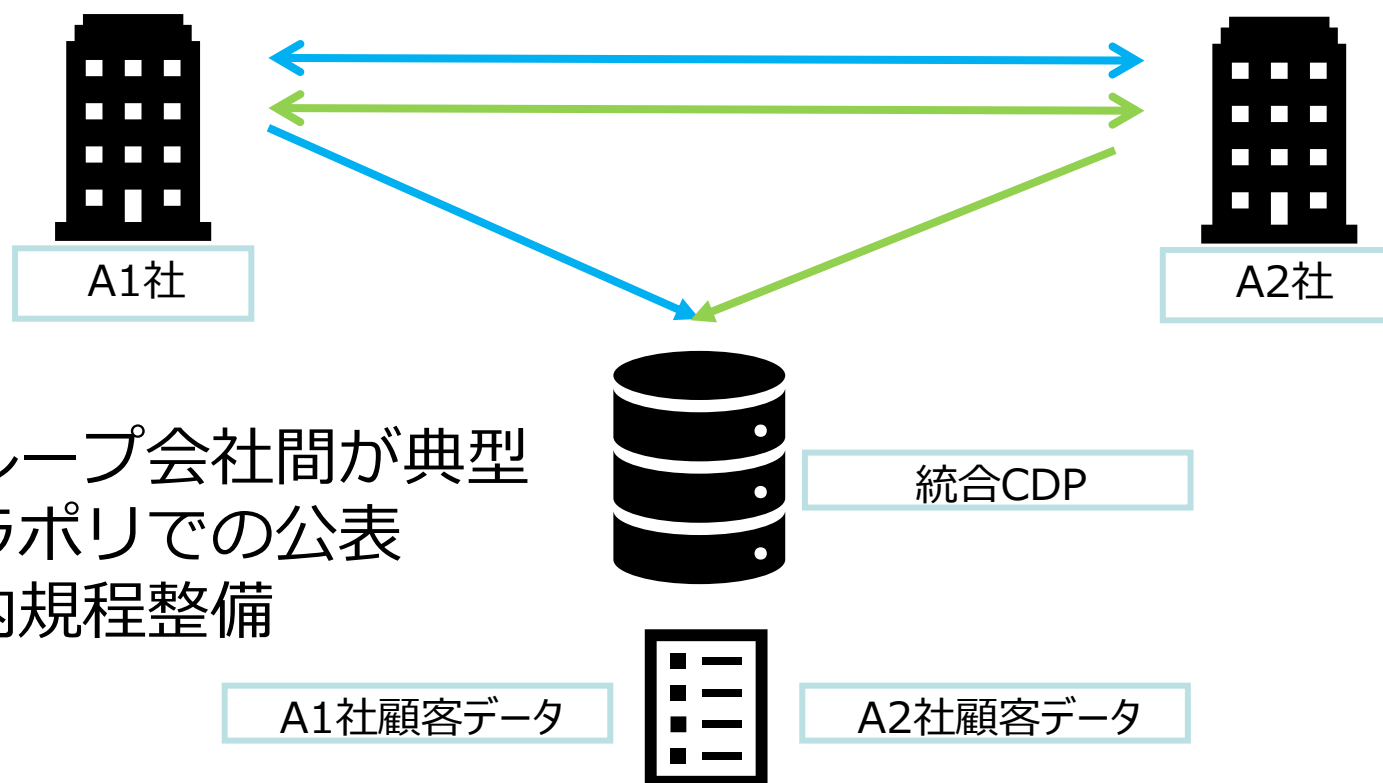 A1社
A2社
ループ会社間が典型
ラポリでの公表
内規程整備
統合CDP
A1社顧客データ
A2社顧客データ